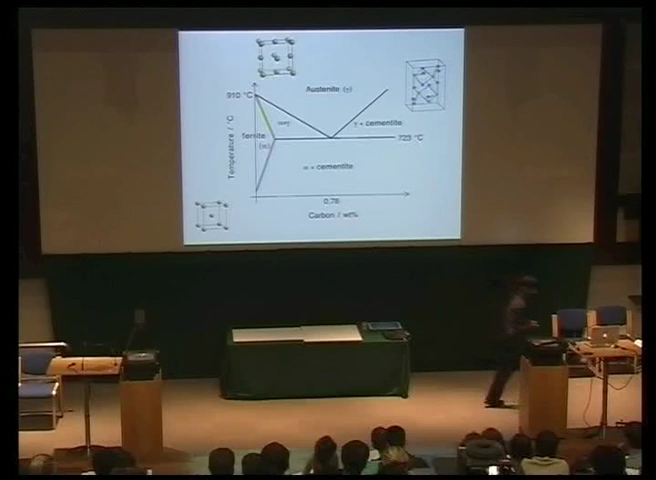 Austenite (γ)
910 °C
α+γ
γ + cementite
ferrite
(α)
723 °C
Temperature / °C
α + cementite
0,78
Carbon / wt%